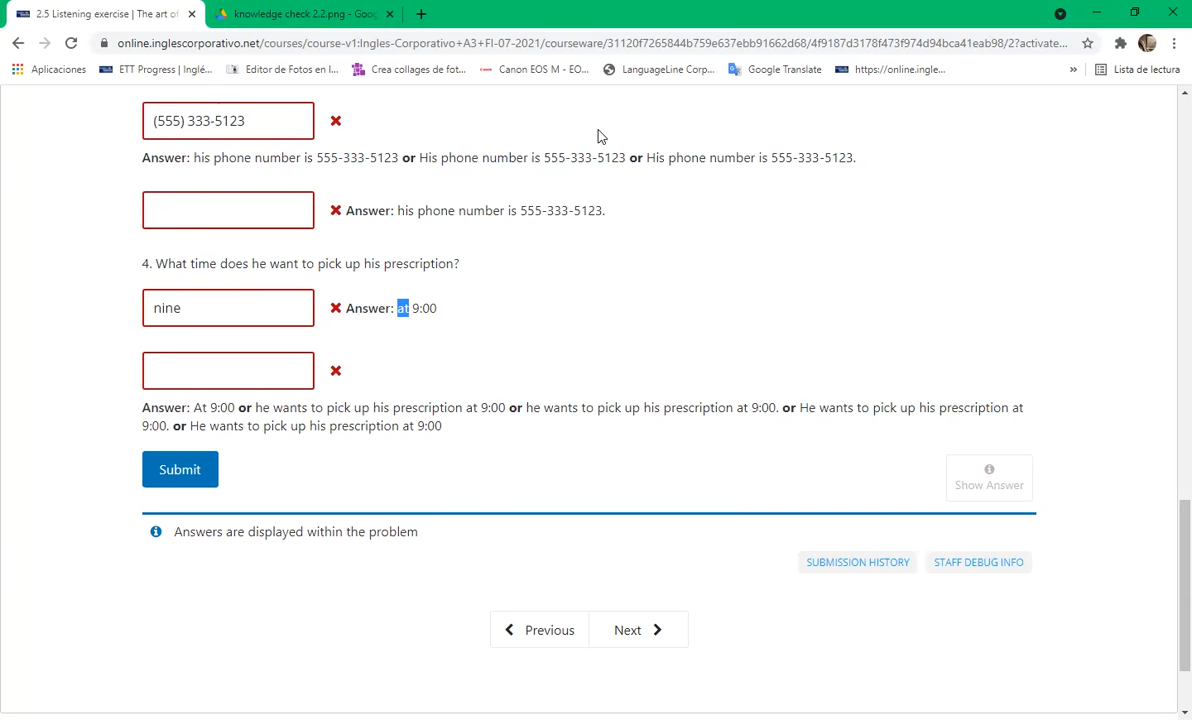 2.5 Listening exercise | The art of
knowledge check 2.2.png - Goog
online.inglescorporativo.net/courses/course-v1:Ingles-Corporativo+A3+FI-07-2021/courseware/31120f7265844b759e637ebb91662d68/4f9187d3178f473f974d94bca41eab98/2?activate...
Aplicaciones
ETT Progress | Inglé...
Editor de Fotos en l...
Crea collages de fot...
Canon EOS M - EO...
LanguageLine Corp...
Google Translate
https://online.ingle...
»
Lista de lectura
(555) 333-5123
Answer: his phone number is 555-333-5123 or His phone number is 555-333-5123 or His phone number is 555-333-5123.
Answer: his phone number is 555-333-5123.
4. What time does he want to pick up his prescription?
nine
Answer: at 9:00
Answer: At 9:00 or he wants to pick up his prescription at 9:00 or he wants to pick up his prescription at 9:00. or He wants to pick up his prescription at
9:00. or He wants to pick up his prescription at 9:00
Submit
Show Answer
Answers are displayed within the problem
SUBMISSION HISTORY
STAFF DEBUG INFO
Previous
Next